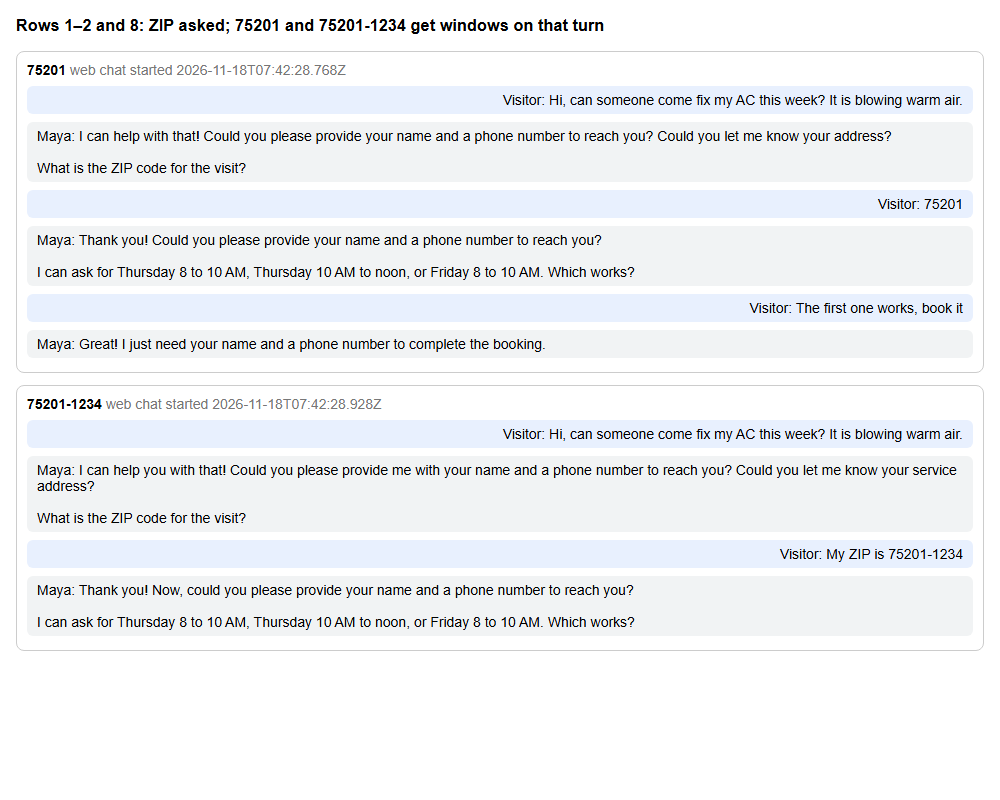 Rows 1–2 and 8: ZIP asked; 75201 and 75201-1234 get windows on that turn
75201 web chat started 2026-11-18T07:42:28.768Z
Visitor: Hi, can someone come fix my AC this week? It is blowing warm air.
Maya: I can help with that! Could you please provide your name and a phone number to reach you? Could you let me know your address?
What is the ZIP code for the visit?
Visitor: 75201
Maya: Thank you! Could you please provide your name and a phone number to reach you?
I can ask for Thursday 8 to 10 AM, Thursday 10 AM to noon, or Friday 8 to 10 AM. Which works?
Visitor: The first one works, book it
Maya: Great! I just need your name and a phone number to complete the booking.
75201-1234 web chat started 2026-11-18T07:42:28.928Z
Visitor: Hi, can someone come fix my AC this week? It is blowing warm air.
Maya: I can help you with that! Could you please provide me with your name and a phone number to reach you? Could you let me know your service
address?
What is the ZIP code for the visit?
Visitor: My ZIP is 75201-1234
Maya: Thank you! Now, could you please provide your name and a phone number to reach you?
I can ask for Thursday 8 to 10 AM, Thursday 10 AM to noon, or Friday 8 to 10 AM. Which works?